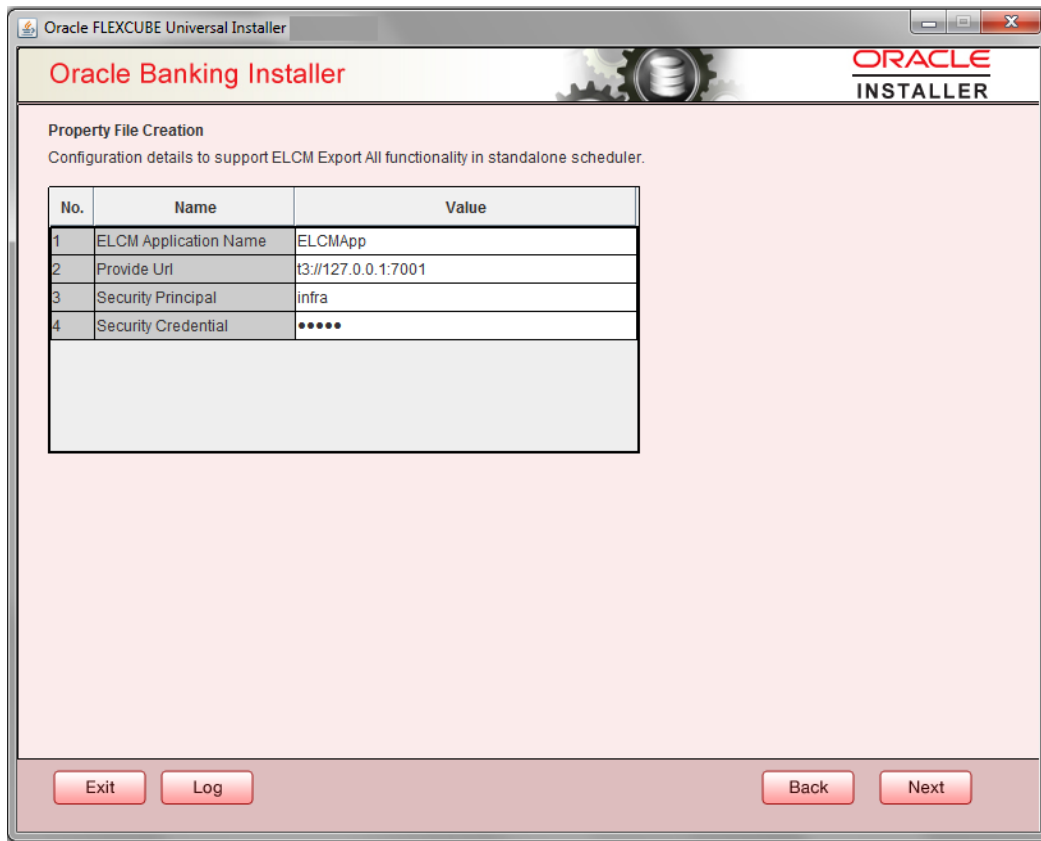 Oracle FLEXCUBE Universal Installer
Oracle Banking Installer
ORACLE
INSTALLER
Property File Creation
Configuration details to support ELCM Export All functionality in standalone scheduler.
No. Name Value
1 ELCM Application Name ELCMApp
2 Provide Url t3://127.0.0.1:7001
3 Security Principal infra
4 Security Credential •••••
Exit Log Back Next